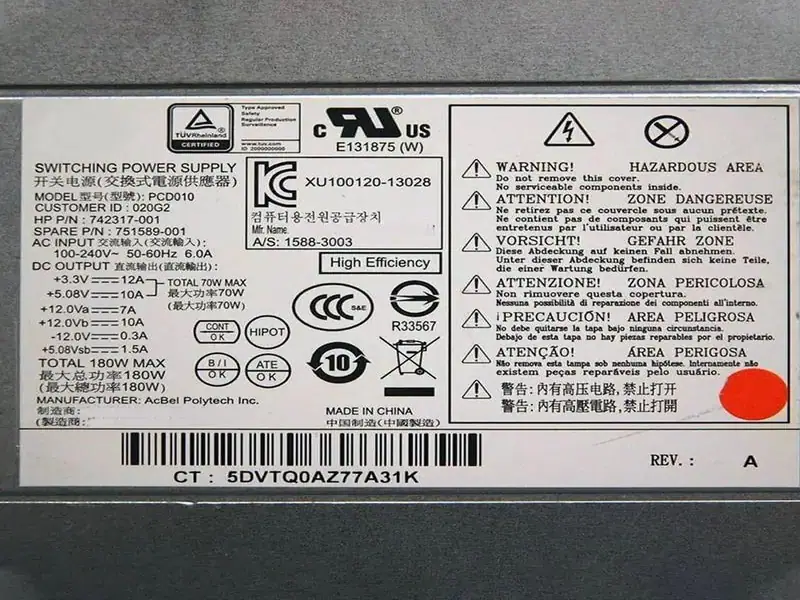 TÜVRheinland
CERTIFIED
Type Approved
Safety
Regular Production
Surveillance
www.tuv.com
ID 2000000000
c RU® US
E131875 (W)
SWITCHING POWER SUPPLY
开关电源(交換式電源供應器)
MODEL 型号(型號): PCD010
CUSTOMER ID : 020G2
HP P/N : 742317-001
SPARE P/N : 751589-001
AC INPUT 交流输入(交流輸入):
100-240V~ 50-60Hz 6.0A
DC OUTPUT 直流输出(直流輸出):
+3.3V 12A
+5.08V 10A
TOTAL 70W MAX
最大功率70W
(最大功率70W)
+12.0Va 7A
+12.0Vb 10A
-12.0V 0.3A
+5.08Vsb 1.5A
TOTAL 180W MAX
最大总功率180W
(最大總功率180W)
MANUFACTURER: AcBel Polytech Inc.
制造商:
(製造商:
KC
XU100120-13028
컴퓨터용전원공급장치
Mfr. Name.
A/S: 1588-3003
High Efficiency
CCC S&E
R33567
CONT
OK
HIPOT
B/I
OK
ATE
OK
10
MADE IN CHINA
中国制造(中國製造)
WARNING! HAZARDOUS AREA
Do not remove this cover.
No serviceable components inside.
ATTENTION! ZONE DANGEREUSE
Ne retirez pas ce couvercle sous aucun prétexte.
Ne contient pas de composants qui puissent être
entretenus par l'utilisateur ou par la clientèle.
VORSICHT! GEFAHR ZONE
Diese Abdeckung auf keinen Fall abnehmen.
Unter dieser Abdeckung befinden sich keine Teile,
die einer Wartung bedürfen.
ATTENZIONE! ZONA PERICOLOSA
Non rimuovere questa copertura.
Nessuna possibilità di riparazione dei componenti all'interno.
¡PRECAUCIÓN! AREA PELIGROSA
No debe quitarse la tapa bajo ninguna circunstancia.
Debajo de esta tapa no hay piezas reparables por el propietario.
ATENÇÃO! ÁREA PERIGOSA
Não remova esta tampa sob nenhuma hipótese. Internamente não
existem peças reparáveis pelo usuário.
警告: 内有高压电路, 禁止打开
警告: 內有高壓電路, 禁止打開
CT : 5DVTQ0AZ77A31K
REV. : A